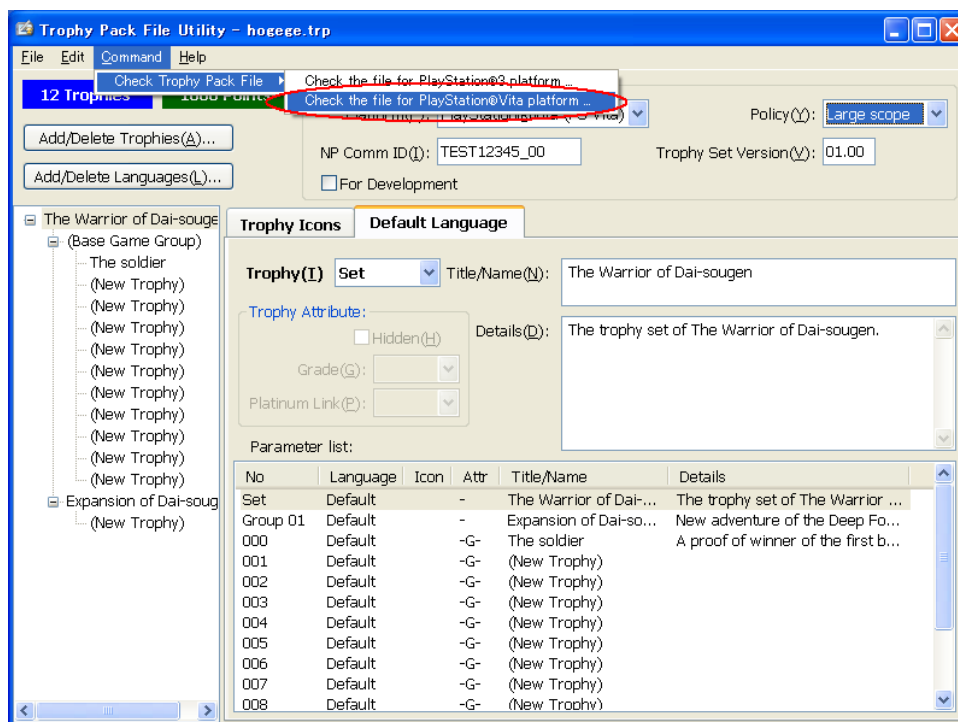 Trophy Pack File Utility - hogege.trp
File Edit Command Help
Check Trophy Pack File
Check the file for PlayStation®3 platform ...
Check the file for PlayStation®Vita platform ...
12 Trophies
Policy(Y): Large scope
Add/Delete Trophies(A)...
NP Comm ID(I): TEST12345_00
Trophy Set Version(V): 01.00
Add/Delete Languages(L)...
For Development
The Warrior of Dai-souge
(Base Game Group)
The soldier
(New Trophy)
(New Trophy)
(New Trophy)
(New Trophy)
(New Trophy)
(New Trophy)
(New Trophy)
(New Trophy)
(New Trophy)
(New Trophy)
Expansion of Dai-soug
(New Trophy)
Trophy Icons
Default Language
Trophy(T) Set
Title/Name(N): The Warrior of Dai-sougen
Trophy Attribute:
Hidden(H)
Grade(G):
Platinum Link(P):
Details(D): The trophy set of The Warrior of Dai-sougen.
Parameter list:
No Language Icon Attr Title/Name Details
Set Default - The Warrior of Dai-... The trophy set of The Warrior ...
Group 01 Default - Expansion of Dai-so... New adventure of the Deep Fo...
000 Default -G- The soldier A proof of winner of the first b...
001 Default -G- (New Trophy)
002 Default -G- (New Trophy)
003 Default -G- (New Trophy)
004 Default -G- (New Trophy)
005 Default -G- (New Trophy)
006 Default -G- (New Trophy)
007 Default -G- (New Trophy)
008 Default -G- (New Trophy)